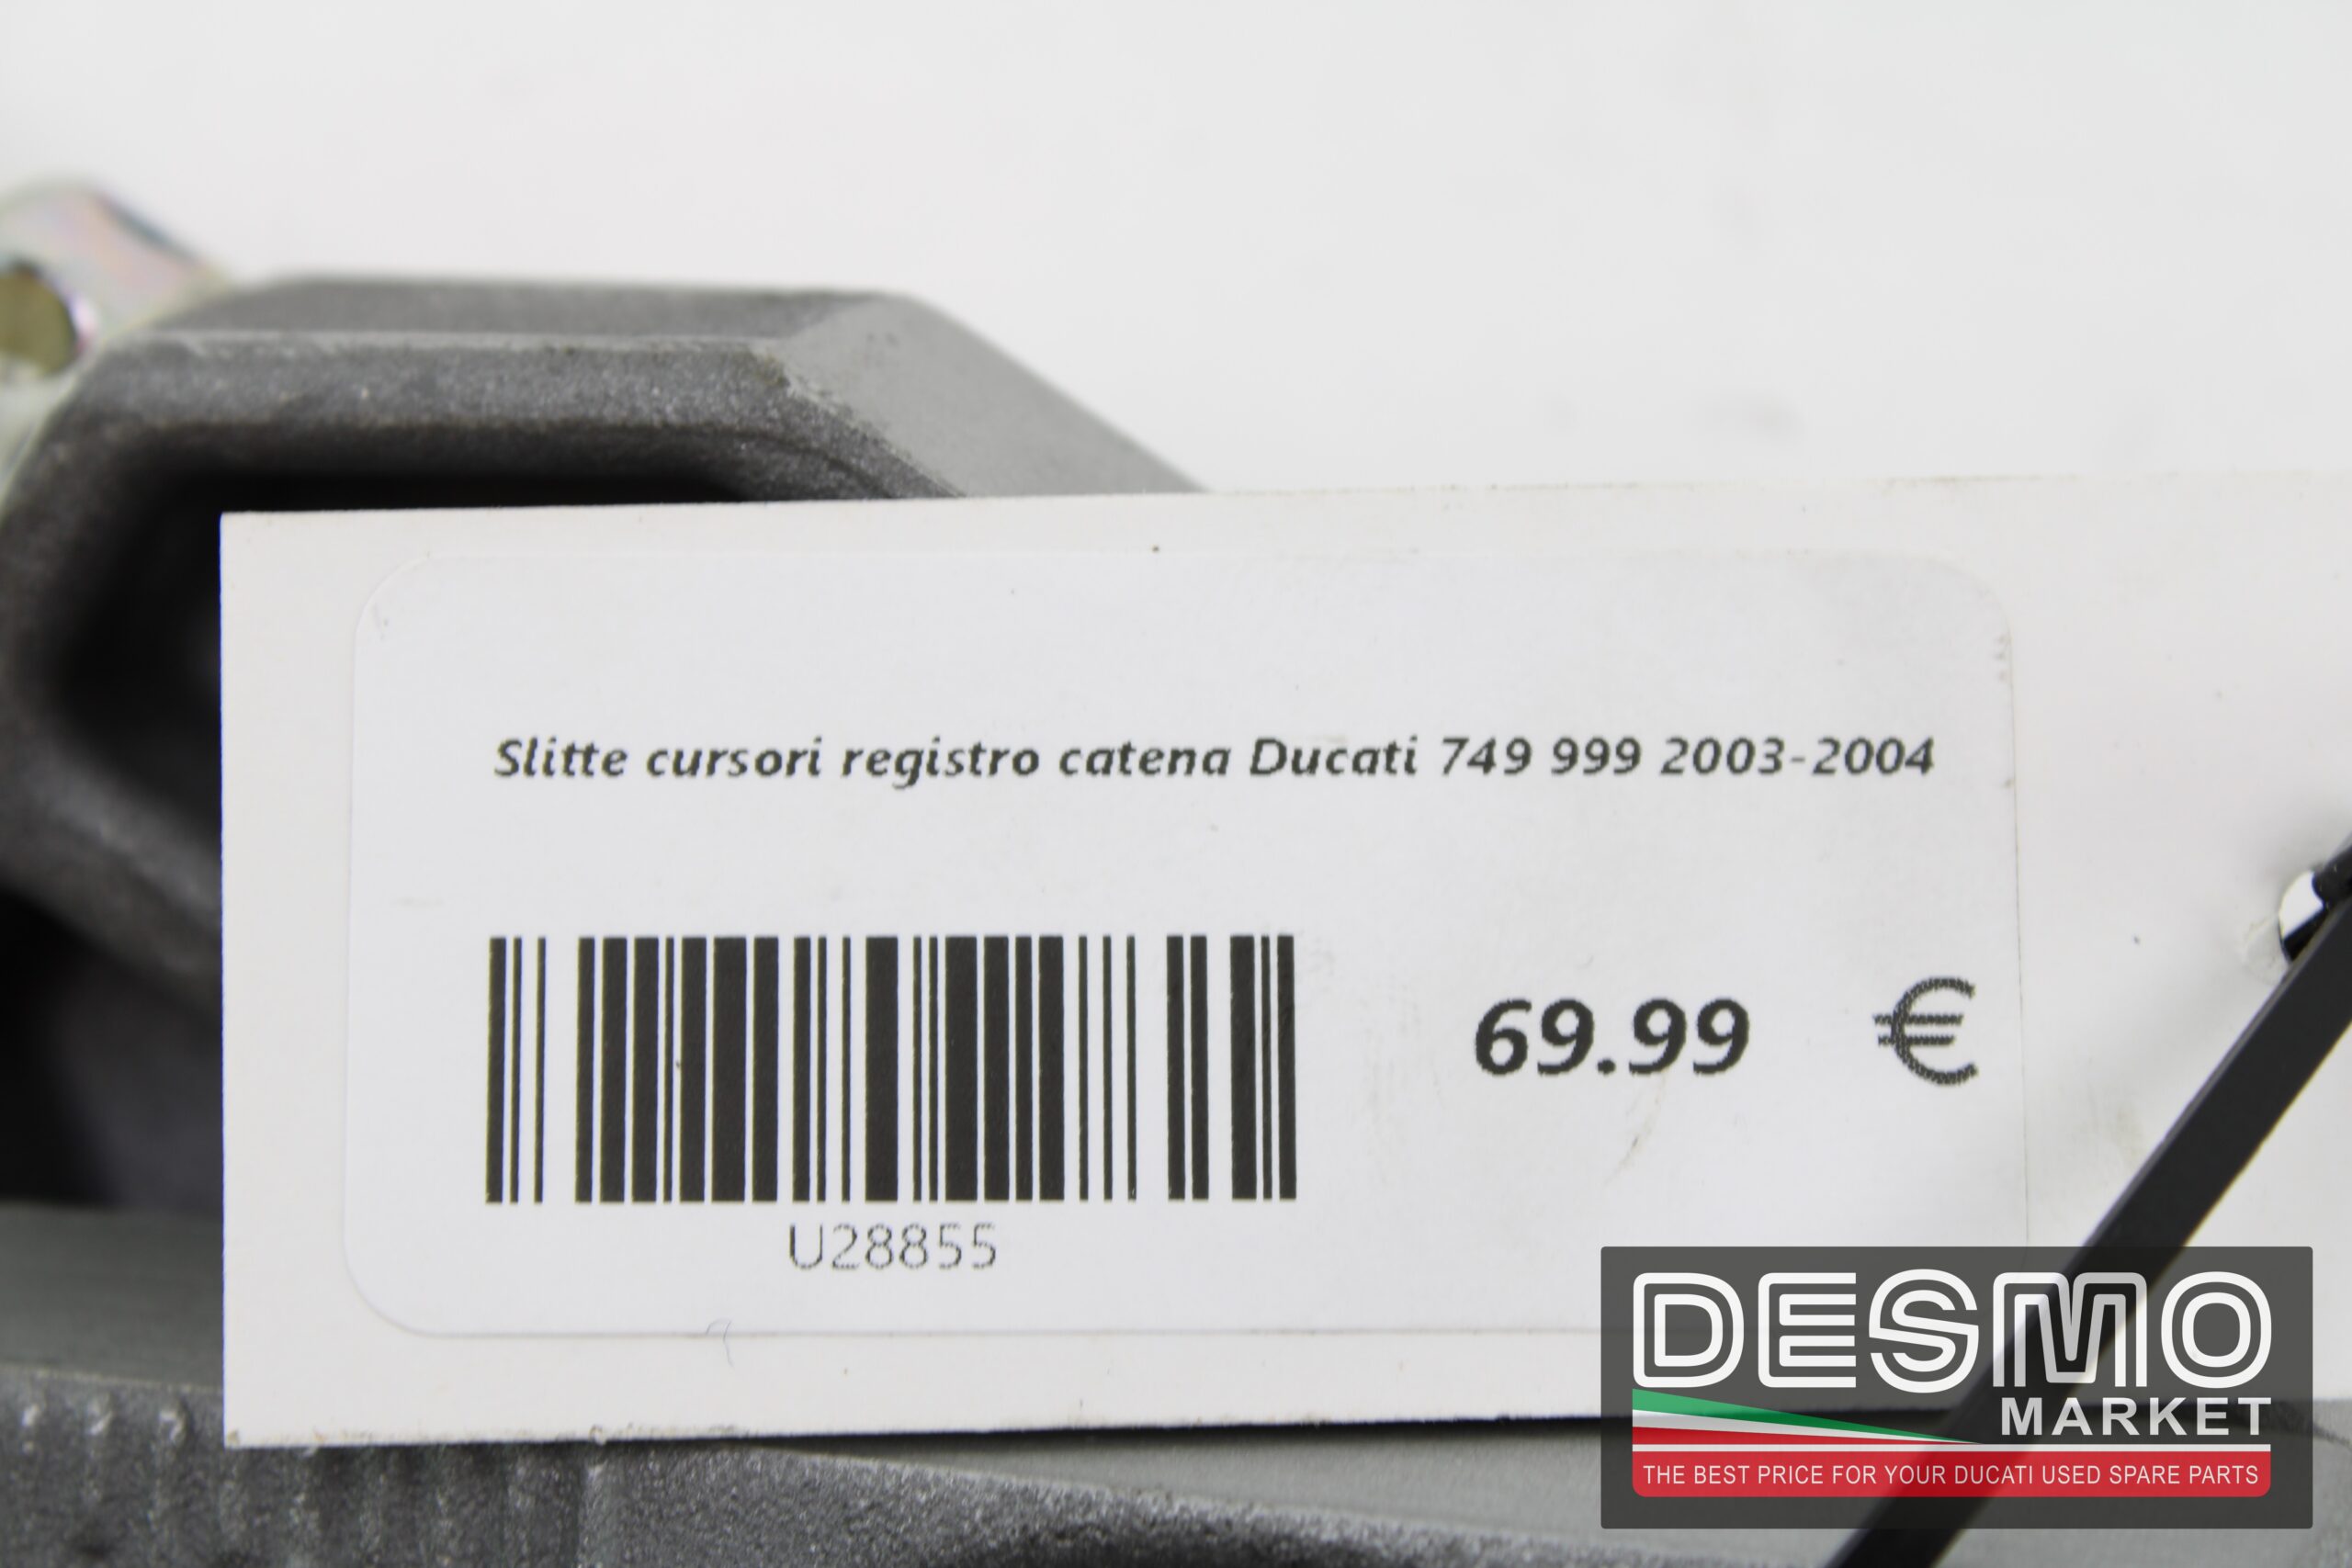 Slitte cursori registro catena Ducati 749 999 2003-2004
69.99 €
U28855
DESMO
MARKET
THE BEST PRICE FOR YOUR DUCATI USED SPARE PARTS